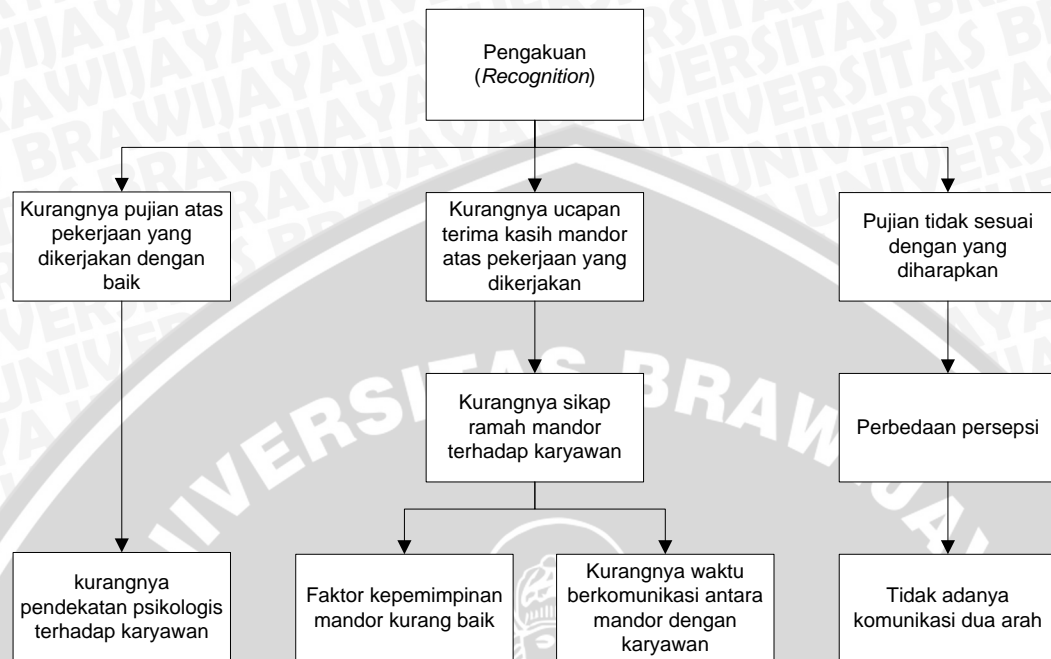 Pengakuan
(Recognition)
Kurangnya pujian atas
pekerjaan yang
dikerjakan dengan
baik
Kurangnya ucapan
terima kasih mandor
atas pekerjaan yang
dikerjakan
Pujian tidak sesuai
dengan yang
diharapkan
Kurangnya sikap
ramah mandor
terhadap karyawan
Perbedaan persepsi
kurangnya
pendekatan psikologis
terhadap karyawan
Faktor kepemimpinan
mandor kurang baik
Kurangnya waktu
berkomunikasi antara
mandor dengan
karyawan
Tidak adanya
komunikasi dua arah
UNIVERSITAS BRAWIJAYA